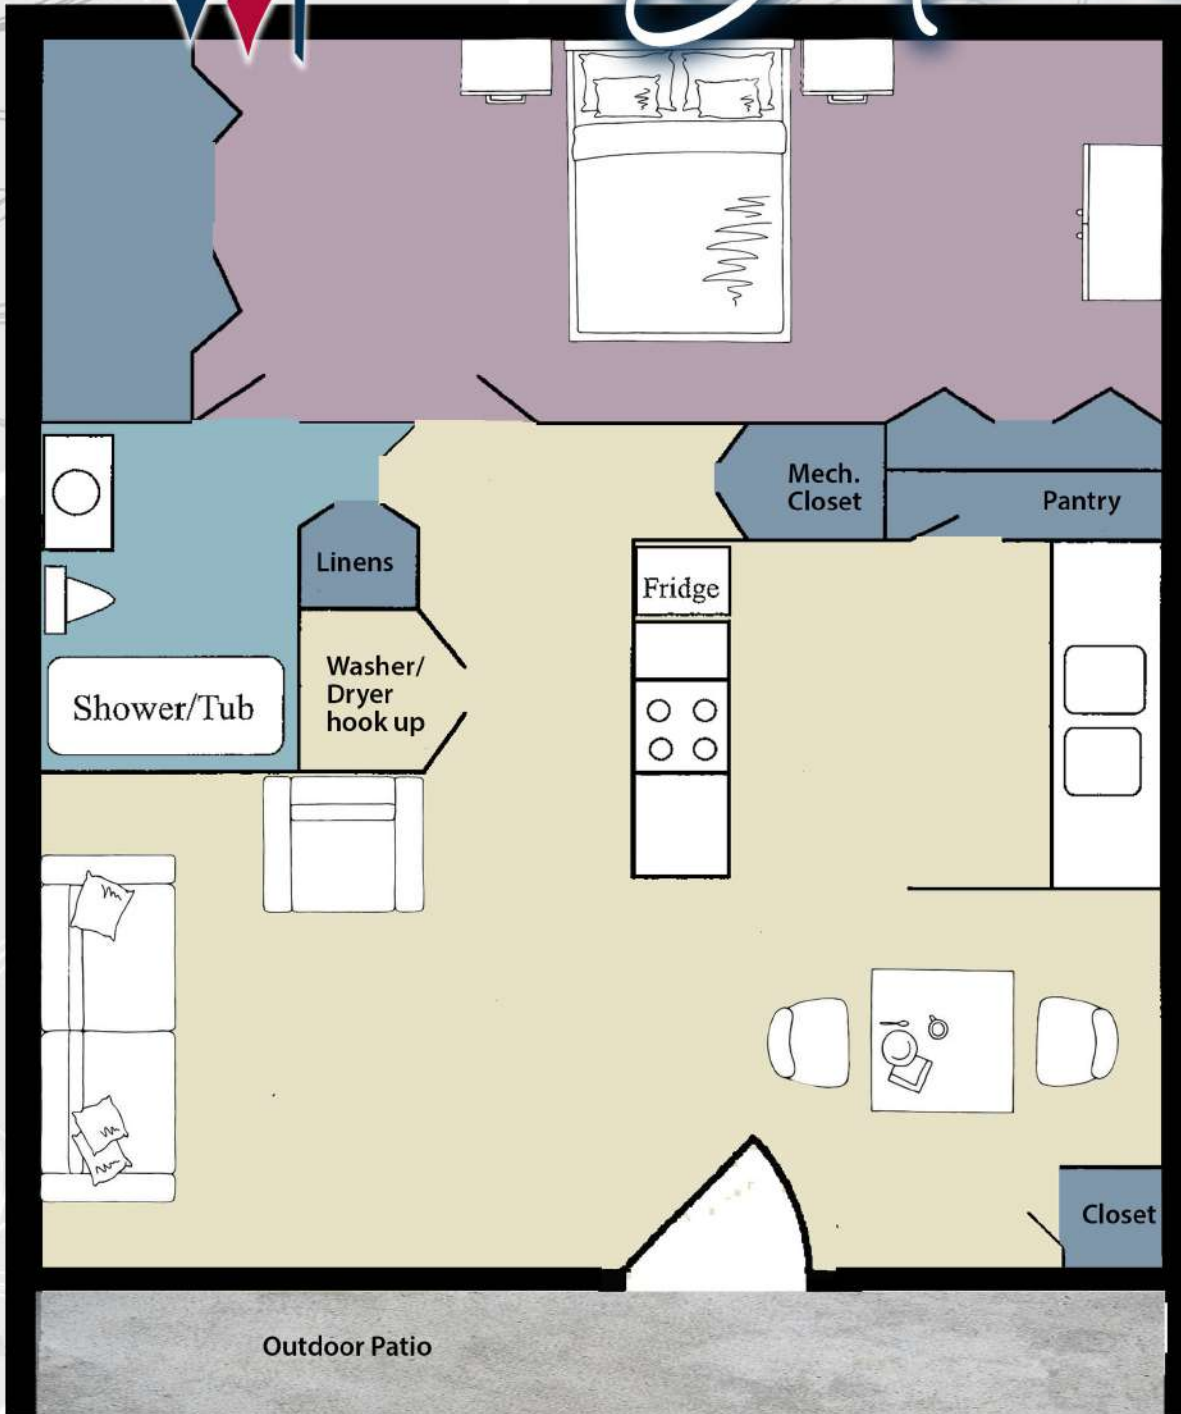 Mech.
Closet
Pantry
Linens
Fridge
Washer/
Dryer
hook up
Shower/Tub
Closet
Outdoor Patio